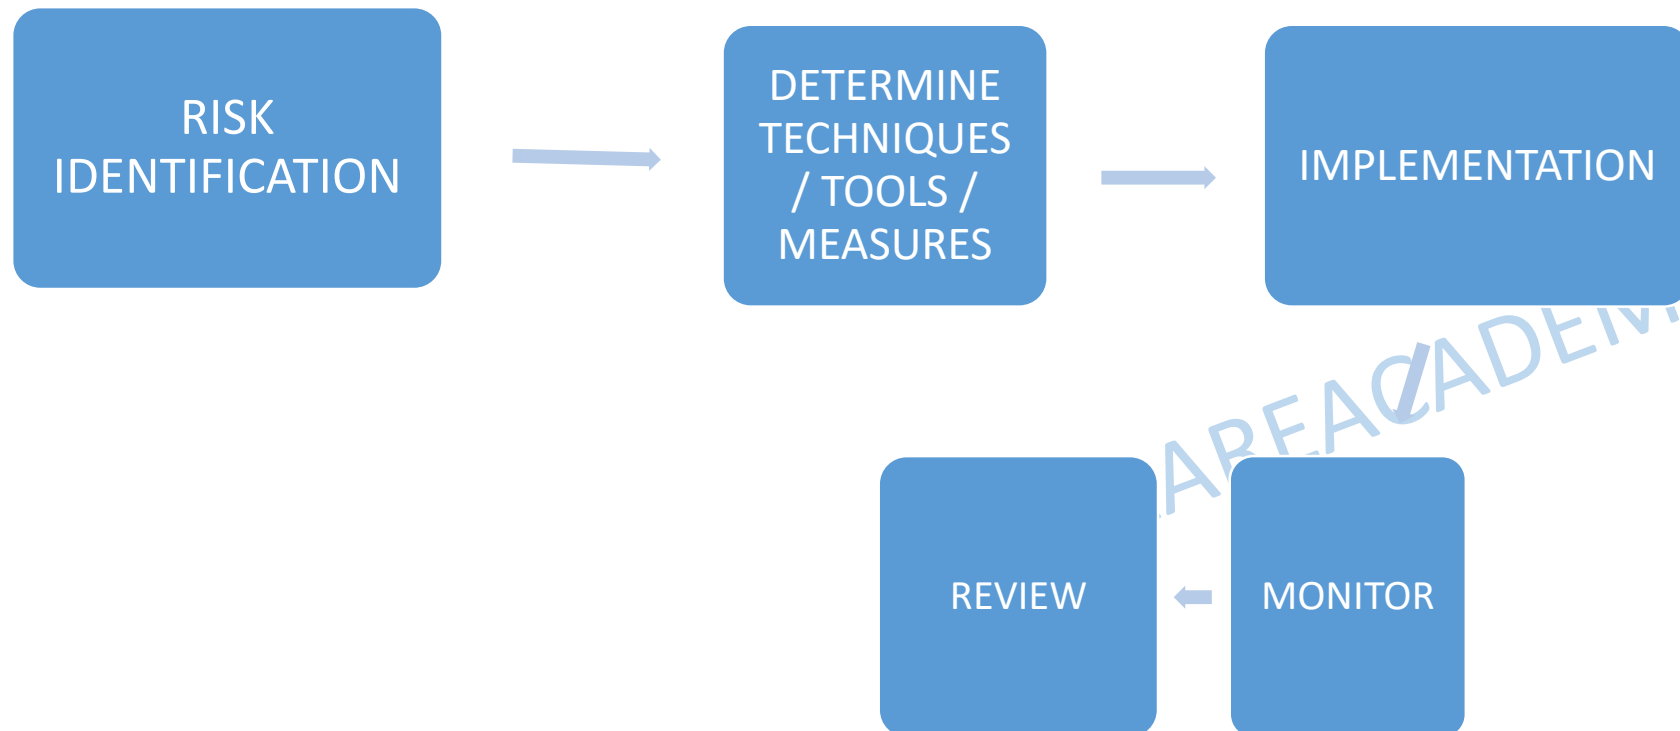 RISK
IDENTIFICATION
DETERMINE
TECHNIQUES
/ TOOLS /
MEASURES
IMPLEMENTATION
REVIEW
MONITOR